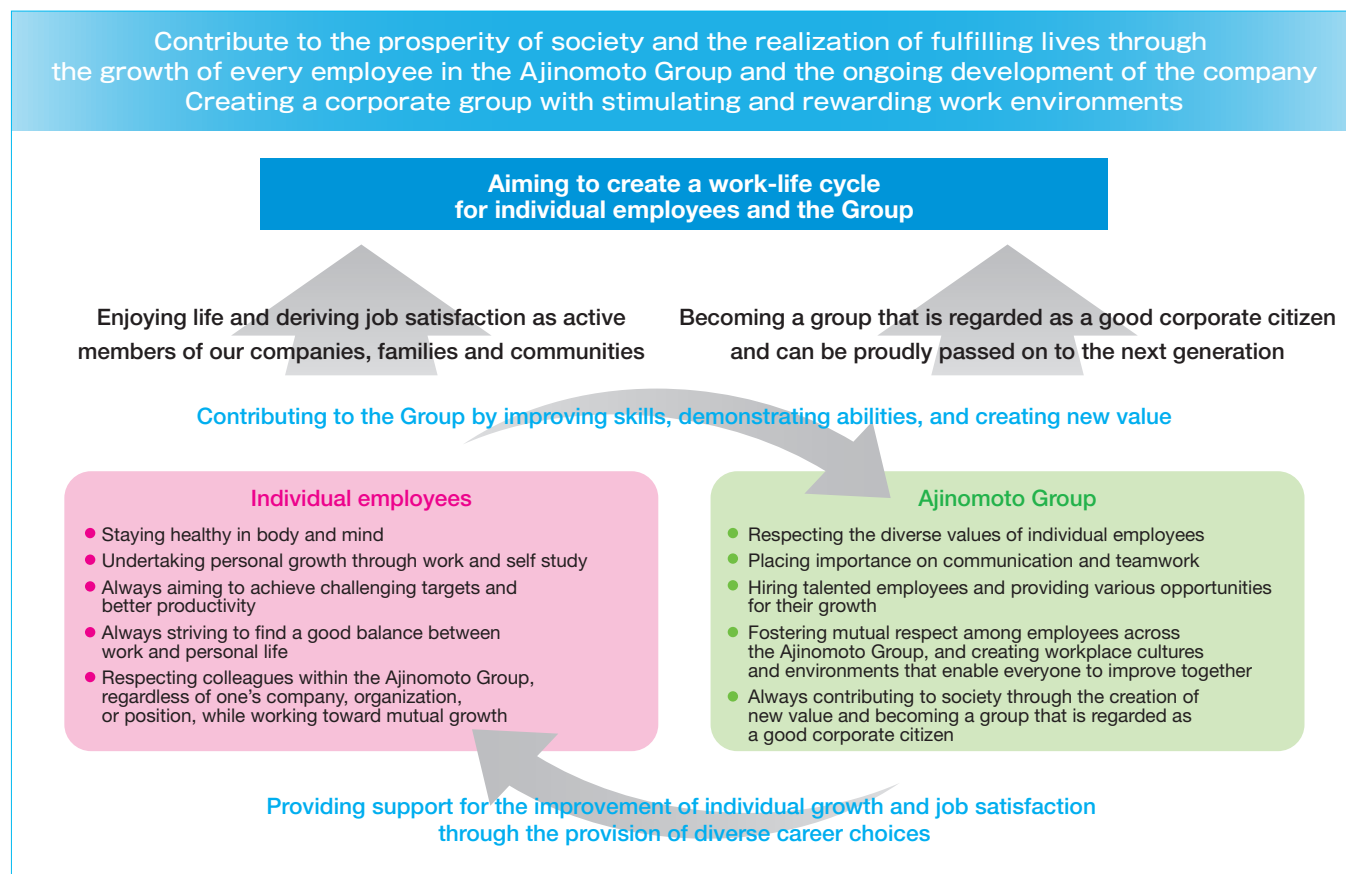 Contribute to the prosperity of society and the realization of fulfilling lives through
the growth of every employee in the Ajinomoto Group and the ongoing development of the company
Creating a corporate group with stimulating and rewarding work environments
Aiming to create a work-life cycle
for individual employees and the Group
Enjoying life and deriving job satisfaction as active
members of our companies, families and communities
Becoming a group that is regarded as a good corporate citizen
and can be proudly passed on to the next generation
Contributing to the Group by improving skills, demonstrating abilities, and creating new value
Individual employees
● Staying healthy in body and mind
● Undertaking personal growth through work and self study
● Always aiming to achieve challenging targets and
better productivity
● Always striving to find a good balance between
work and personal life
● Respecting colleagues within the Ajinomoto Group,
regardless of one's company, organization,
or position, while working toward mutual growth
Ajinomoto Group
● Respecting the diverse values of individual employees
● Placing importance on communication and teamwork
● Hiring talented employees and providing various opportunities
for their growth
● Fostering mutual respect among employees across
the Ajinomoto Group, and creating workplace cultures
and environments that enable everyone to improve together
● Always contributing to society through the creation of
new value and becoming a group that is regarded as
a good corporate citizen
Providing support for the improvement of individual growth and job satisfaction
through the provision of diverse career choices